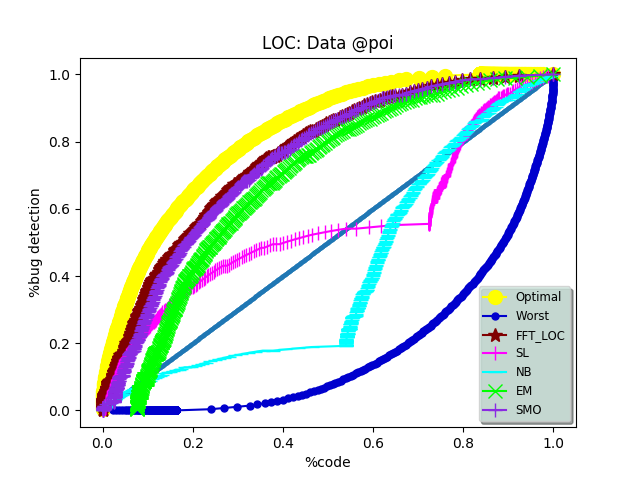 LOC: Data @poi
1.0
0.8
0.6
0.4
0.2
0.0
%bug detection
0.0
0.2
0.4
0.6
0.8
1.0
%code
Optimal
Worst
FFT_LOC
SL
NB
EM
SMO